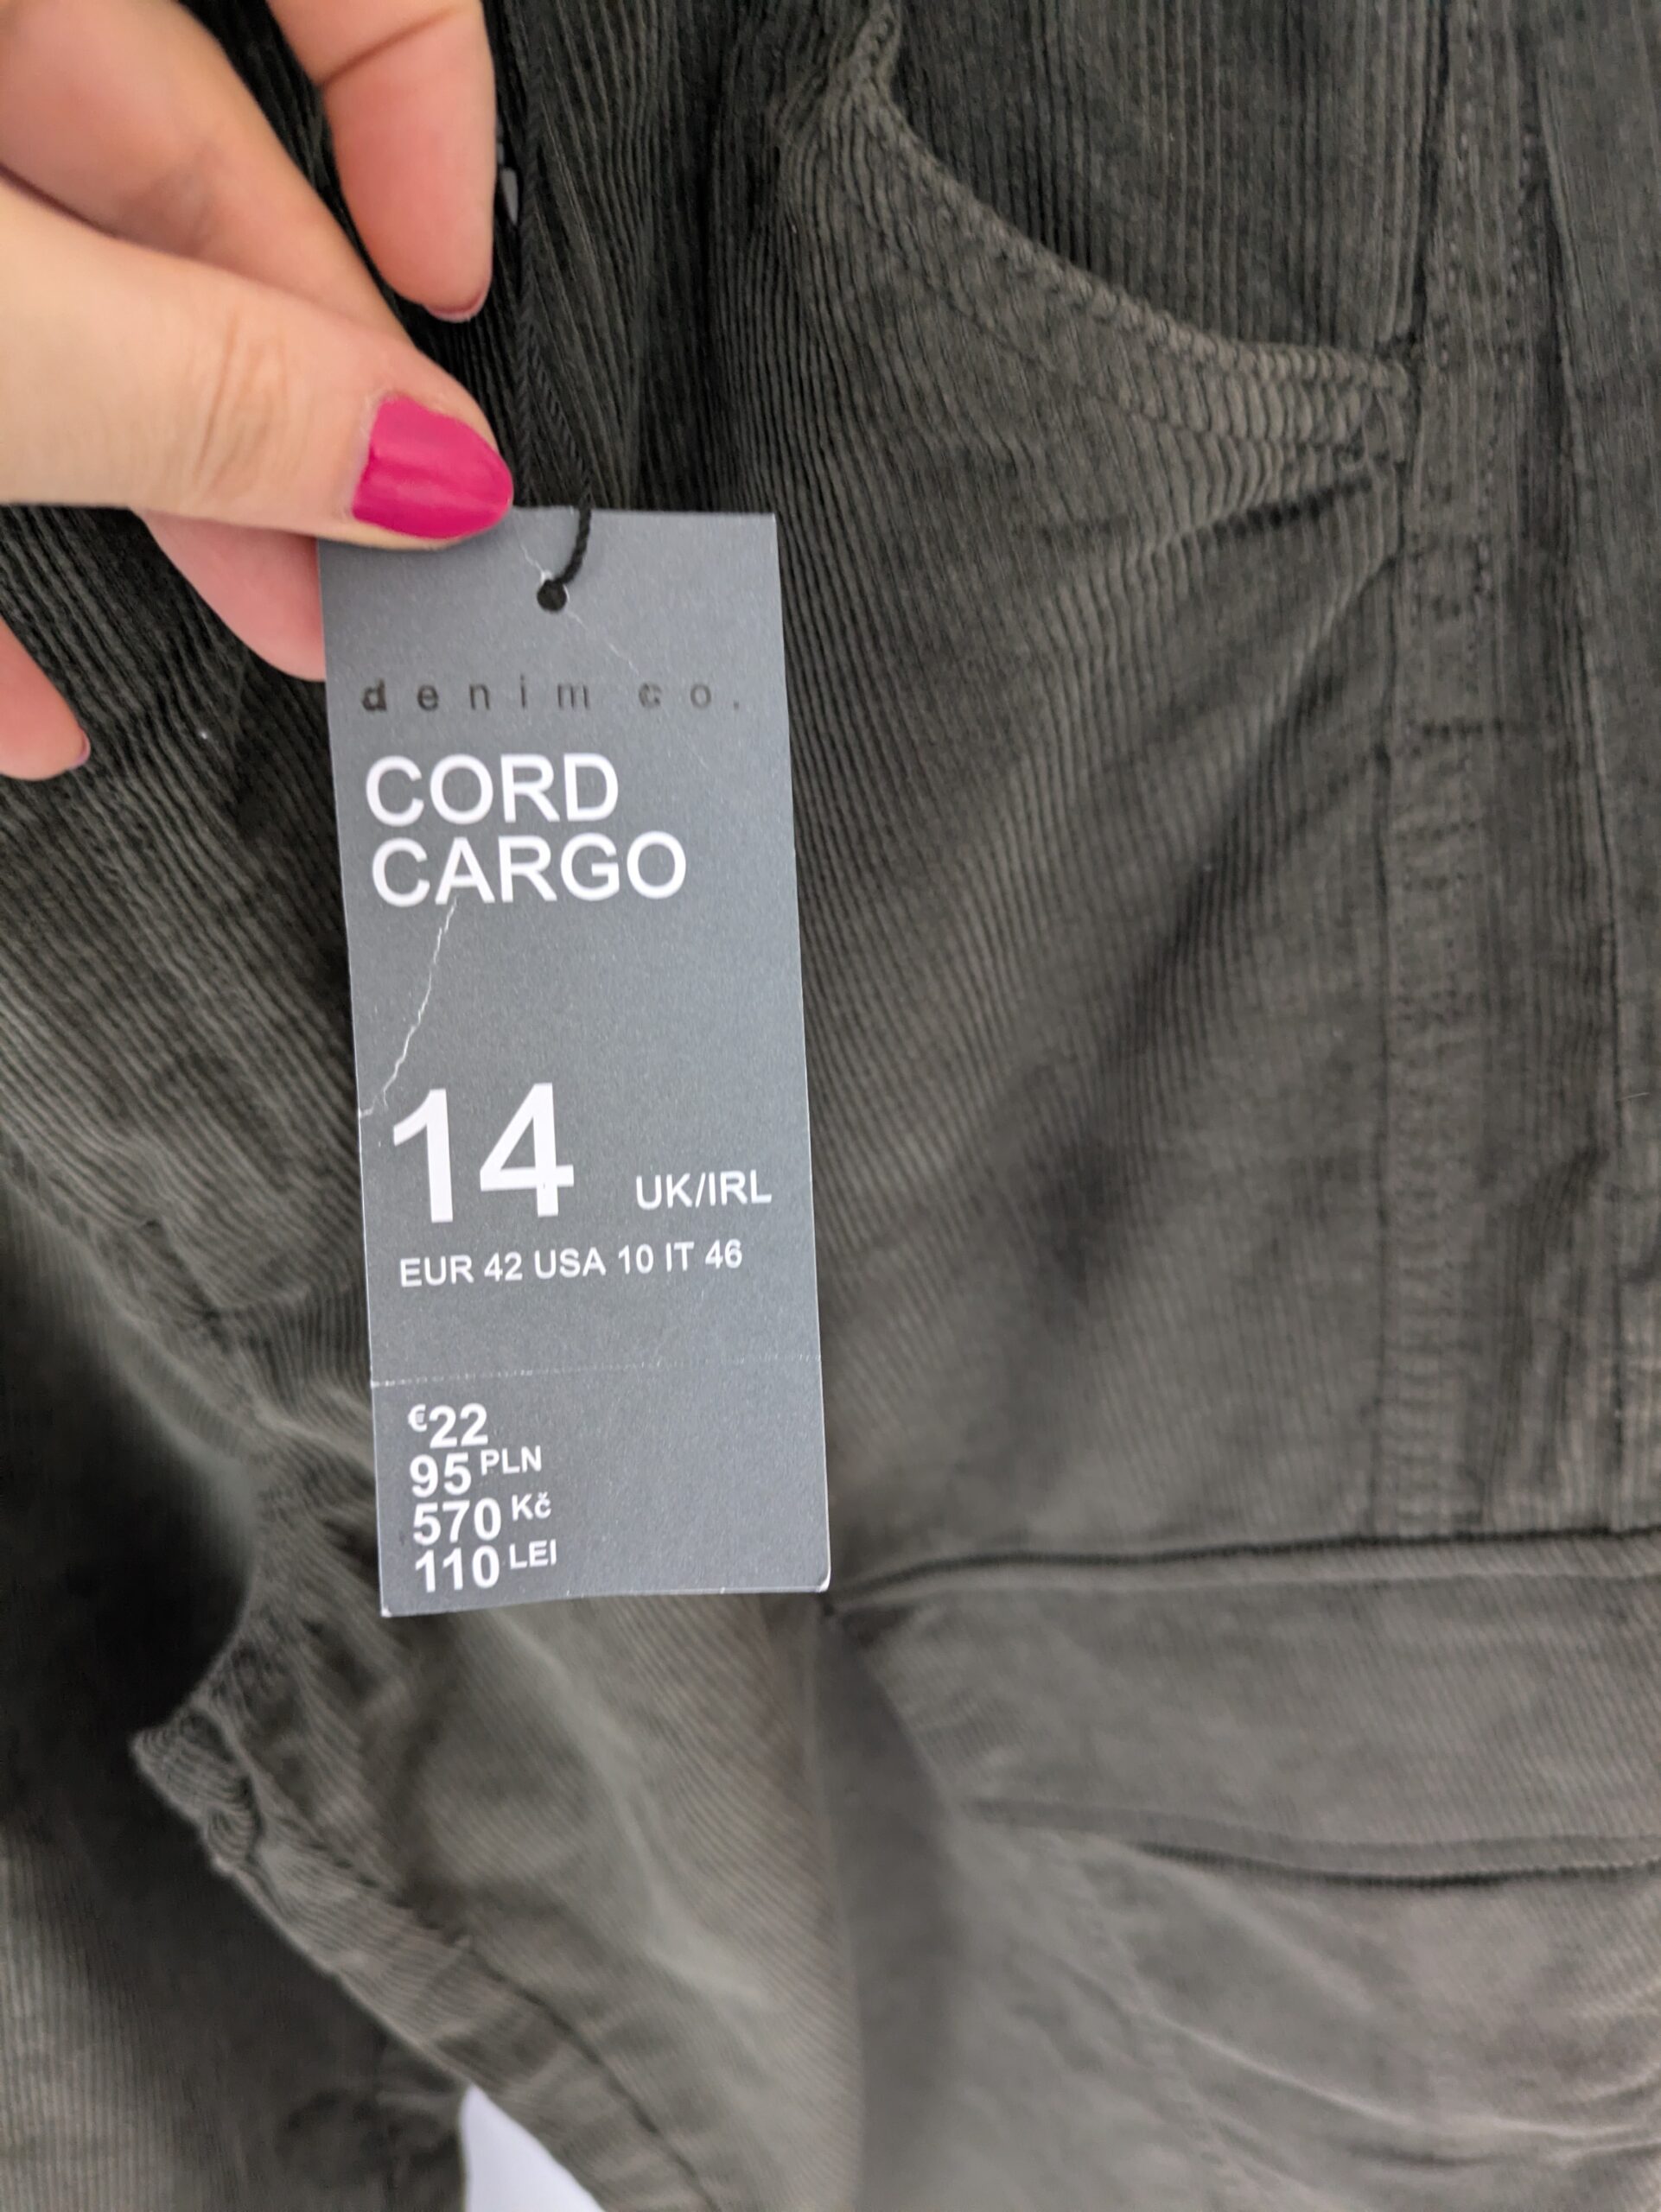 denim co.
CORD
CARGO
14 UK/IRL
EUR 42 USA 10 IT 46
€22
95 PLN
570 Kč
110 LEI